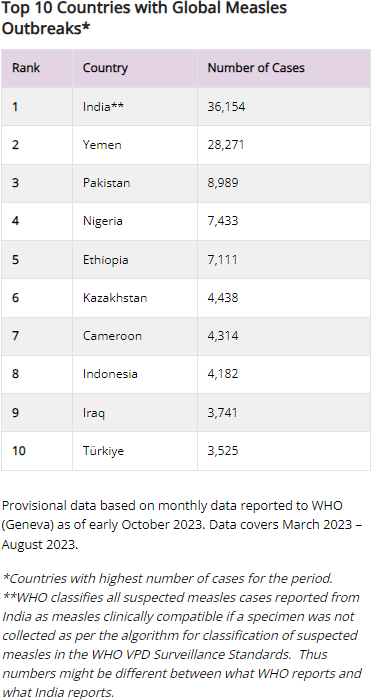 Top 10 Countries with Global Measles
Outbreaks*
Rank Country Number of Cases
1 India** 36,154
2 Yemen 28,271
3 Pakistan 8,989
4 Nigeria 7,433
5 Ethiopia 7,111
6 Kazakhstan 4,438
7 Cameroon 4,314
8 Indonesia 4,182
9 Iraq 3,741
10 Türkiye 3,525
Provisional data based on monthly data reported to WHO
(Geneva) as of early October 2023. Data covers March 2023 –
August 2023.
*Countries with highest number of cases for the period.
**WHO classifies all suspected measles cases reported from
India as measles clinically compatible if a specimen was not
collected as per the algorithm for classification of suspected
measles in the WHO VPD Surveillance Standards.  Thus
numbers might be different between what WHO reports and
what India reports.